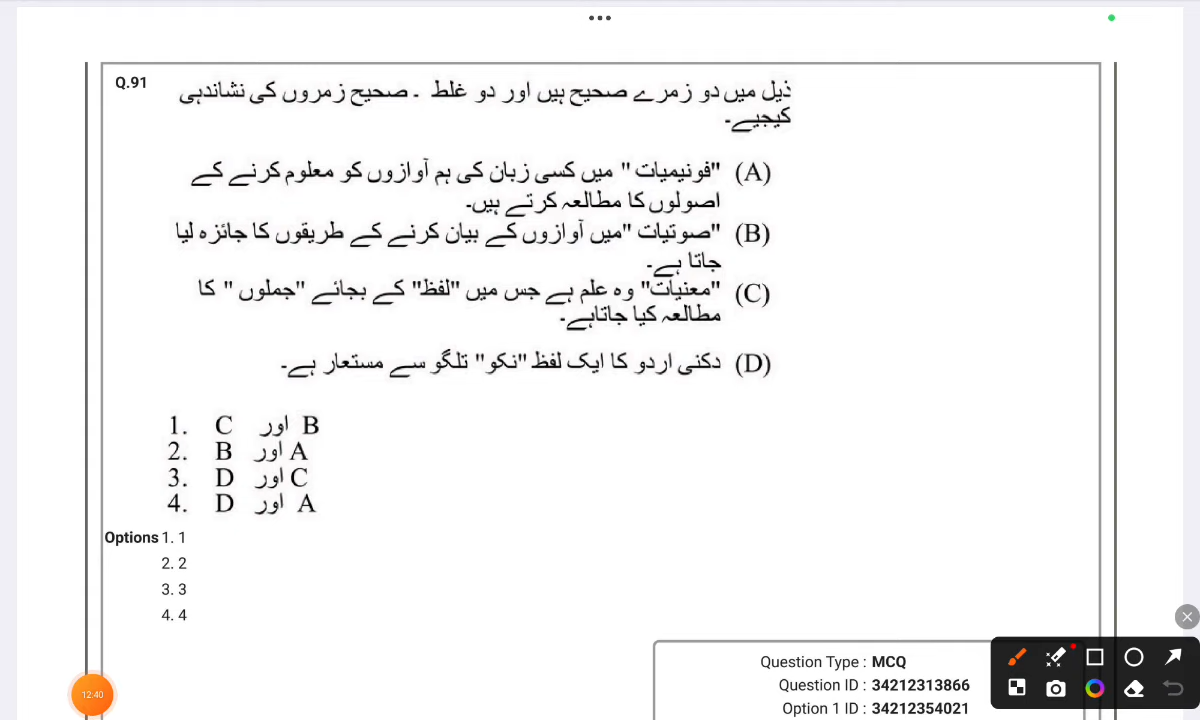 Q.91
ذیل میں دو زمرے صحیح ہیں اور دو غلط ۔ صحیح زمروں کی نشاندہی
کیجیے۔
(A) "فونیمیات" میں کسی زبان کی ہم آوازوں کو معلوم کرنے کے
اصولوں کا مطالعہ کرتے ہیں۔
(B) "صوتیات"میں آوازوں کے بیان کرنے کے طریقوں کا جائزہ لیا
جاتا ہے۔
(C) "معنیات" وہ علم ہے جس میں "لفظ" کے بجائے "جملوں" کا
مطالعہ کیا جاتاہے۔
(D) دکنی اردو کا ایک لفظ "نکو" تلگو سے مستعار ہے۔
1. C اور B
2. B اور A
3. D اور C
4. D اور A
Options 1. 1
2. 2
3. 3
4. 4
Question Type : MCQ
Question ID : 34212313866
Option 1 ID : 34212354021
12:40